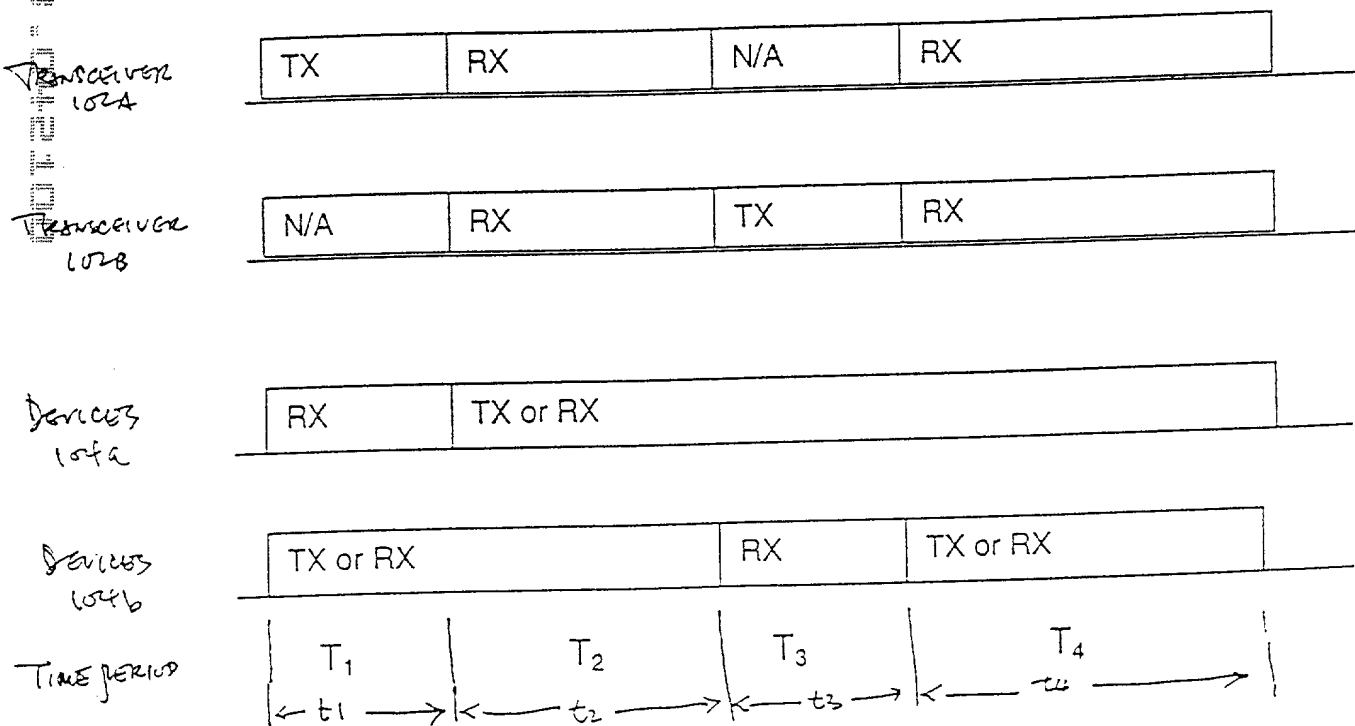 TRANSCEIVER
102A
TX RX N/A RX
TRANSCEIVER
102B
N/A RX TX RX
DEVICES
104a
RX TX or RX
DEVICES
104b
TX or RX RX TX or RX
TIME PERIOD
T₁ T₂ T₃ T₄
t1 t2 t3 t4